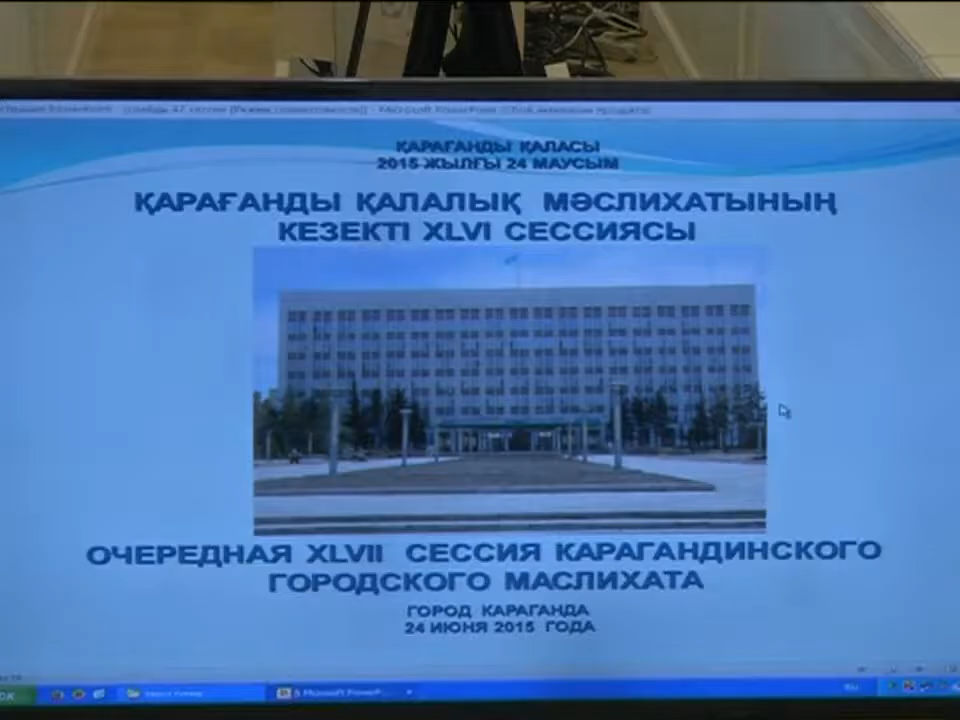 ҚАРАҒАНДЫ ҚАЛАСЫ
2015 ЖЫЛҒЫ 24 МАУСЫМ
ҚАРАҒАНДЫ ҚАЛАЛЫҚ МӘСЛИХАТЫНЫҢ
КЕЗЕКТІ XLVI СЕССИЯСЫ
ОЧЕРЕДНАЯ XLVII СЕССИЯ КАРАГАНДИНСКОГО
ГОРОДСКОГО МАСЛИХАТА
ГОРОД КАРАГАНДА
24 ИЮНЯ 2015 ГОДА